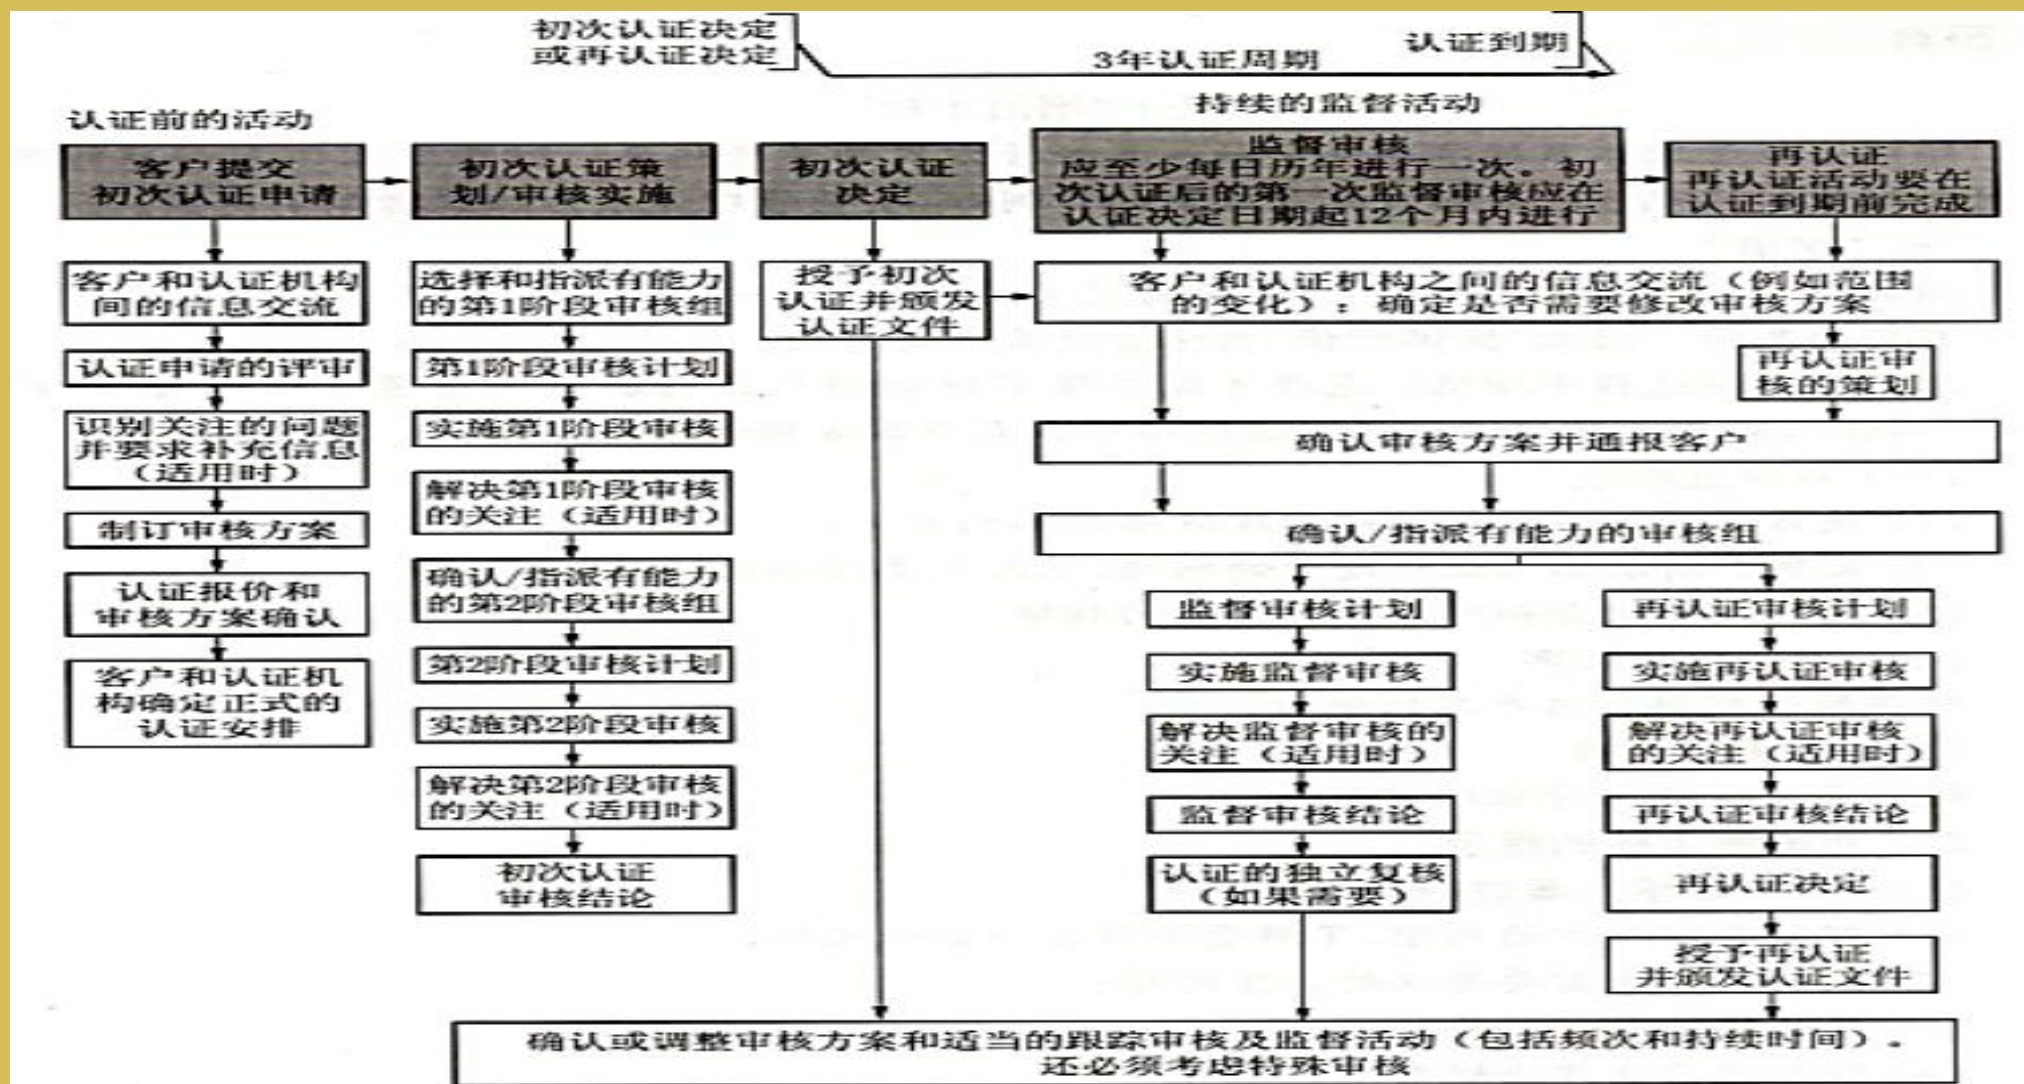 初次认证决定
或再认证决定
3年认证周期
认证到期
认证前的活动
持续的监督活动
客户提交
初次认证申请
初次认证策
划/审核实施
初次认证
决定
监督审核
应至少每日历年进行一次。初
次认证后的第一次监督审核应在
认证决定日期起12个月内进行
再认证
再认证活动要在
认证到期前完成
客户和认证机构
间的信息交流
认证申请的评审
识别关注的问题
并要求补充信息
（适用时）
制订审核方案
认证报价和
审核方案确认
客户和认证机
构确定正式的
认证安排
选择和指派有能力
的第1阶段审核组
第1阶段审核计划
实施第1阶段审核
解决第1阶段审核
的关注（适用时）
确认/指派有能力
的第2阶段审核组
第2阶段审核计划
实施第2阶段审核
解决第2阶段审核
的关注（适用时）
初次认证
审核结论
授予初次
认证并颁发
认证文件
客户和认证机构之间的信息交流（例如范围
的变化）；确定是否需要修改审核方案
再认证审
核的策划
确认审核方案并通报客户
确认/指派有能力的审核组
监督审核计划
实施监督审核
解决监督审核的
关注（适用时）
监督审核结论
认证的独立复核
（如果需要）
再认证审核计划
实施再认证审核
解决再认证审核
的关注（适用时）
再认证审核结论
再认证决定
授予再认证
并颁发认证文件
确认或调整审核方案和适当的跟踪审核及监督活动（包括频次和持续时间）。
还必须考虑特殊审核